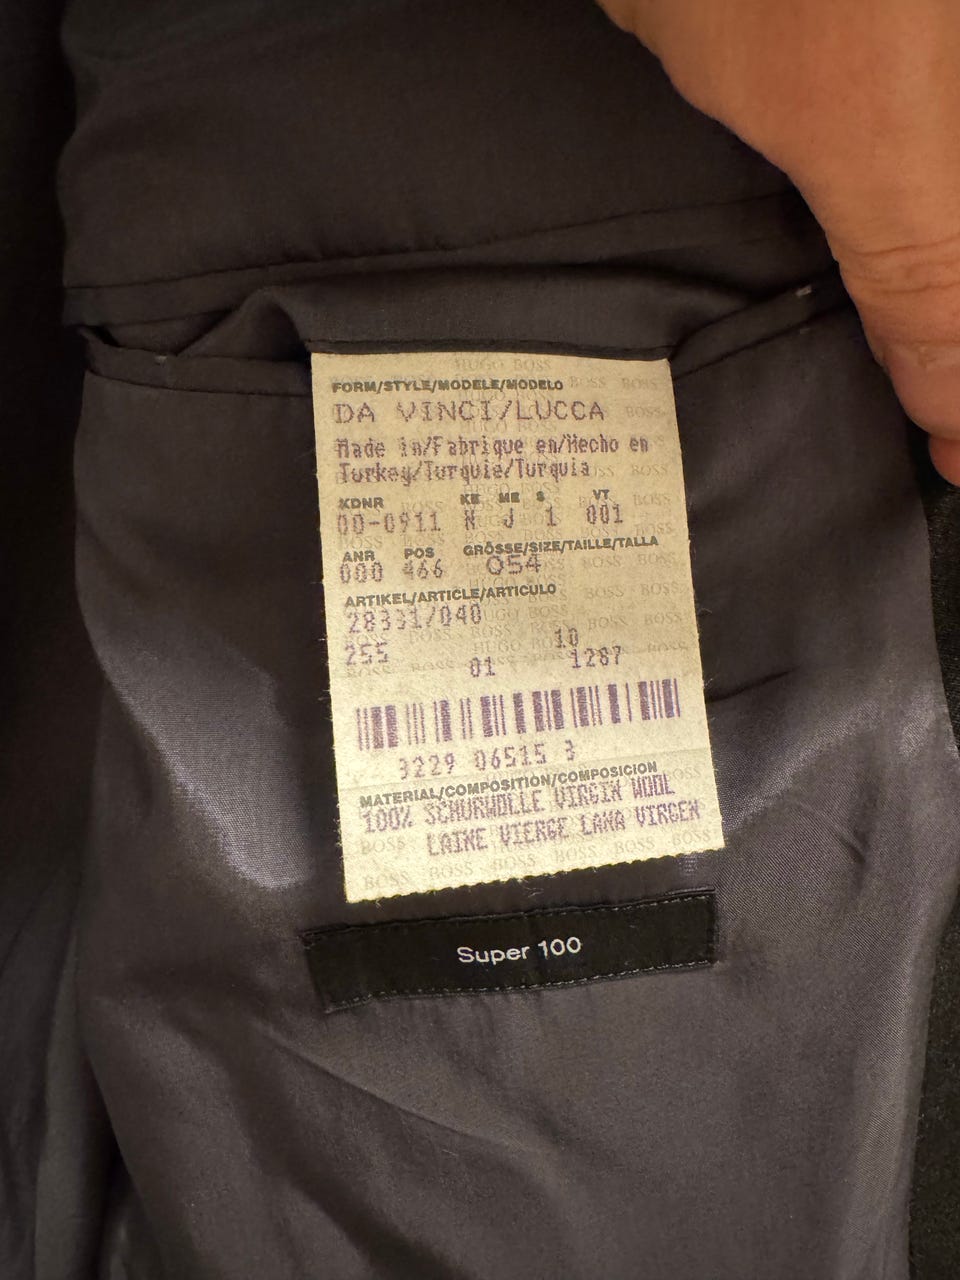 FORM/STYLE/MODELE/MODELO
DA VINCI/LUCCA
Made in/Fabrique en/Hecho en
Turkey/Turquie/Turquia
KDNR KE ME S VT
00-0911 N J 1 001
ANR POS GRÖSSE/SIZE/TAILLE/TALLA
000 466 054
ARTIKEL/ARTICLE/ARTICULO
28331/040
10
255 01 1287
3229 06515 3
MATERIAL/COMPOSITION/COMPOSICION
100% SCHURWOLLE VIRGIN WOOL
LAINE VIERGE LANA VIRGEN
HUGO BOSS
Super 100